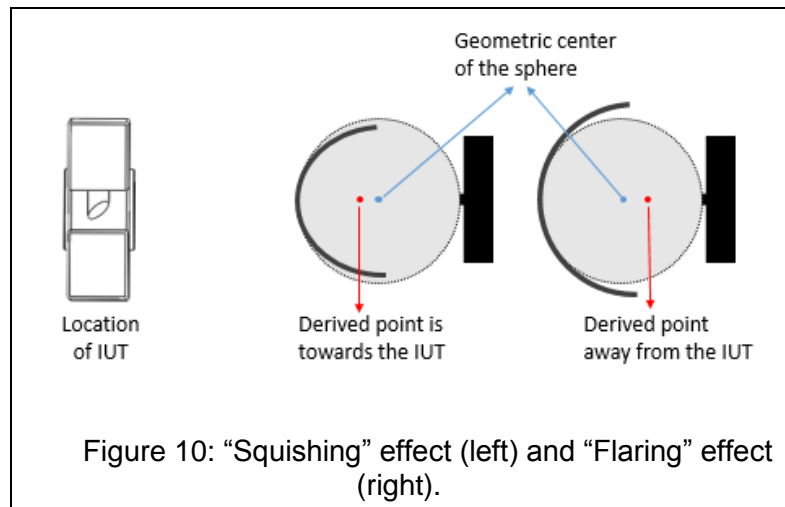 Geometric center
of the sphere
Location
of IUT
Derived point is
towards the IUT
Derived point
away from the IUT
Figure 10: “Squishing” effect (left) and “Flaring” effect
(right).